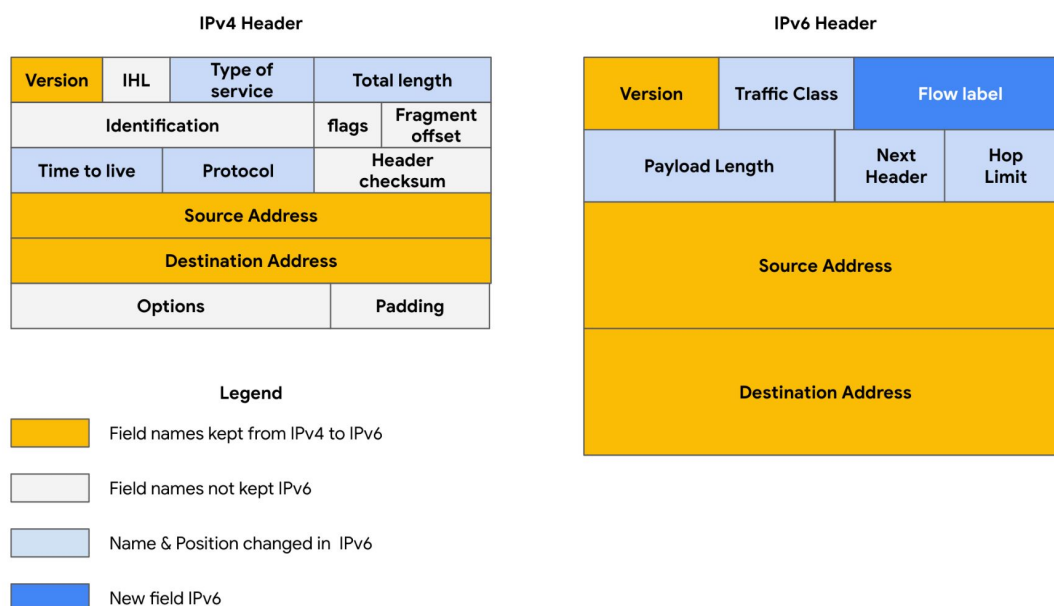 IPv4 Header
Version
IHL
Type of
service
Total length
Identification
flags
Fragment
offset
Time to live
Protocol
Header
checksum
Source Address
Destination Address
Options
Padding
IPv6 Header
Version
Traffic Class
Flow label
Payload Length
Next
Header
Hop
Limit
Source Address
Destination Address
Legend
Field names kept from IPv4 to IPv6
Field names not kept IPv6
Name & Position changed in IPv6
New field IPv6